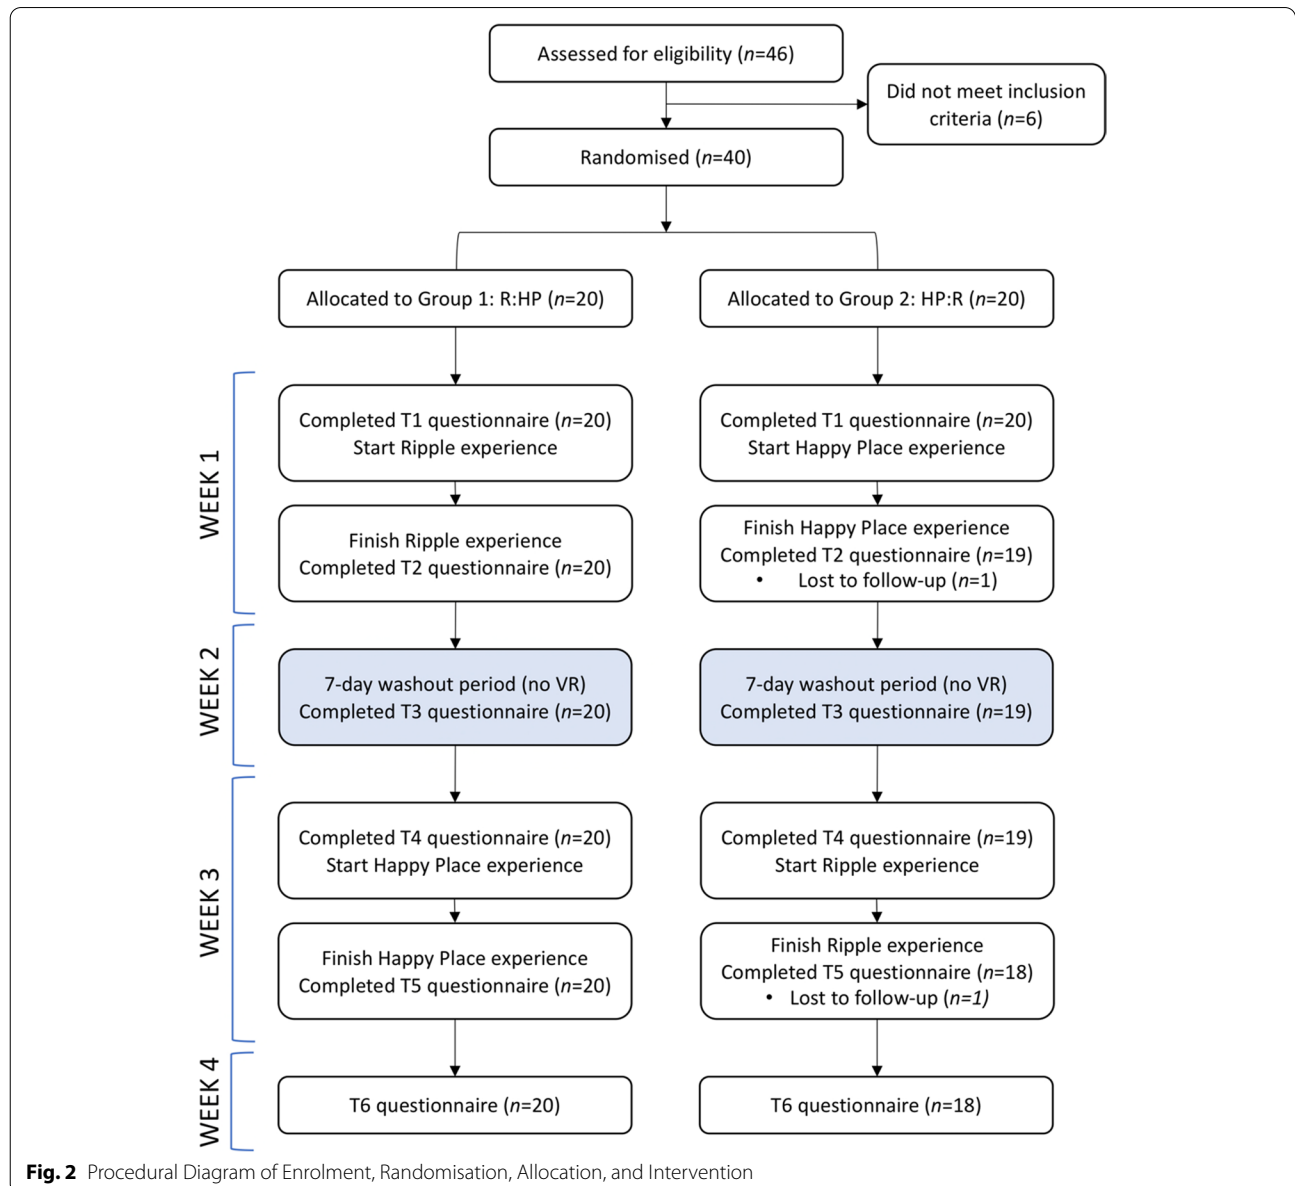 Assessed for eligibility (n=46)
Did not meet inclusion
criteria (n=6)
Randomised (n=40)
Allocated to Group 1: R:HP (n=20)
Allocated to Group 2: HP:R (n=20)
WEEK 1
Completed T1 questionnaire (n=20)
Start Ripple experience
Completed T1 questionnaire (n=20)
Start Happy Place experience
Finish Ripple experience
Completed T2 questionnaire (n=20)
Finish Happy Place experience
Completed T2 questionnaire (n=19)
• Lost to follow-up (n=1)
WEEK 2
7-day washout period (no VR)
Completed T3 questionnaire (n=20)
7-day washout period (no VR)
Completed T3 questionnaire (n=19)
WEEK 3
Completed T4 questionnaire (n=20)
Start Happy Place experience
Completed T4 questionnaire (n=19)
Start Ripple experience
Finish Happy Place experience
Completed T5 questionnaire (n=20)
Finish Ripple experience
Completed T5 questionnaire (n=18)
• Lost to follow-up (n=1)
WEEK 4
T6 questionnaire (n=20)
T6 questionnaire (n=18)
Fig. 2 Procedural Diagram of Enrolment, Randomisation, Allocation, and Intervention